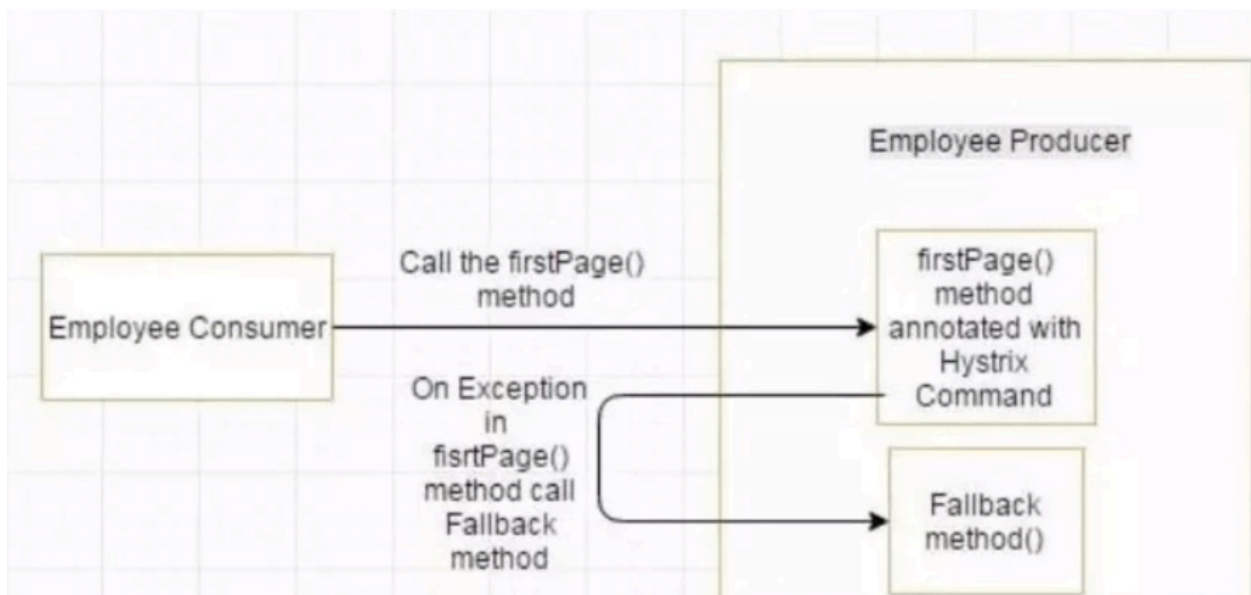 Employee Producer
Call the firstPage()
method
firstPage()
method
annotated with
Hystrix
Command
Employee Consumer
On Exception
in
fisrtPage()
method call
Fallback
method
Fallback
method()